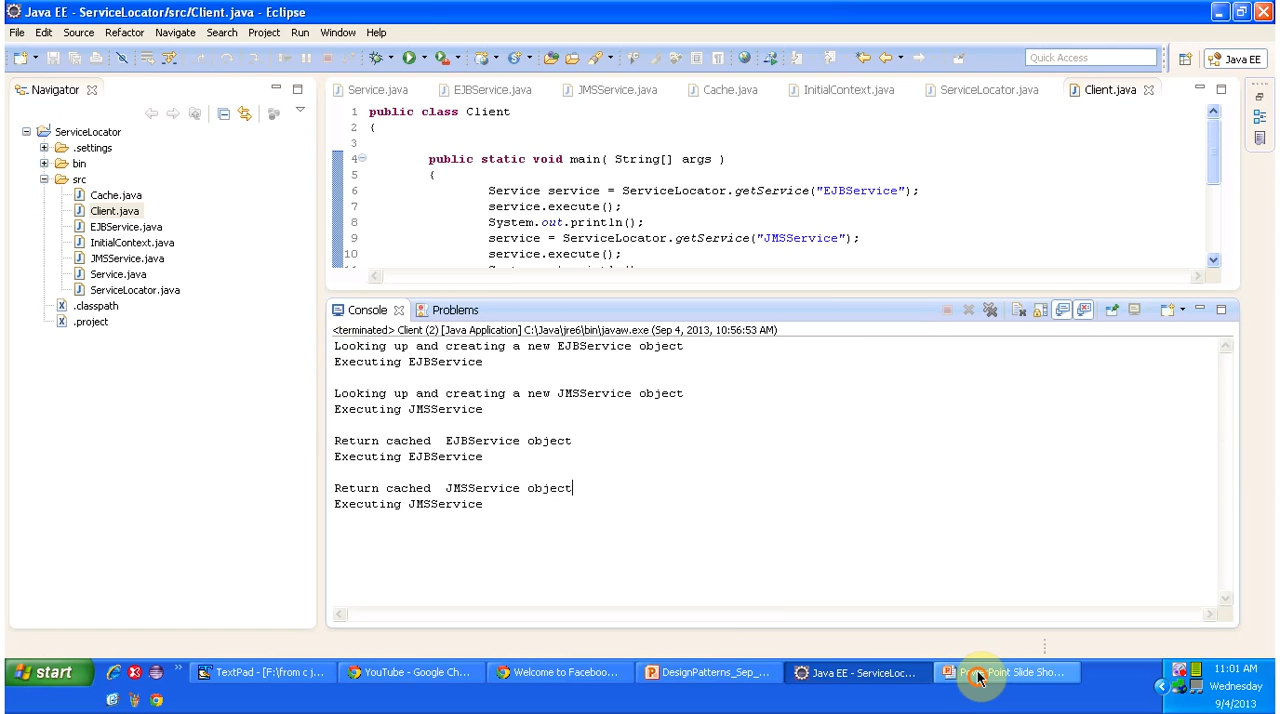 Java EE - ServiceLocator/src/Client.java - Eclipse
File Edit Source Refactor Navigate Search Project Run Window Help
Quick Access
Java EE
Navigator
Service.java EJBService.java JMSService.java Cache.java InitialContext.java ServiceLocator.java Client.java
ServiceLocator
.settings
bin
src
Cache.java
Client.java
EJBService.java
InitialContext.java
JMSService.java
Service.java
ServiceLocator.java
.classpath
.project
1 public class Client
2 {
3
4 public static void main( String[] args )
5 {
6 Service service = ServiceLocator.getService("EJBService");
7 service.execute();
8 System.out.println();
9 service = ServiceLocator.getService("JMSService");
10 service.execute();
Console Problems
<terminated> Client (2) [Java Application] C:\Java\jre6\bin\javaw.exe (Sep 4, 2013, 10:56:53 AM)
Looking up and creating a new EJBService object
Executing EJBService
Looking up and creating a new JMSService object
Executing JMSService
Return cached  EJBService object
Executing EJBService
Return cached  JMSService object
Executing JMSService
start
TextPad - [F:\from c j...
YouTube - Google Ch...
Welcome to Facebook...
DesignPatterns_Sep_...
Java EE - ServiceLoc...
Point Slide Sho...
11:01 AM
Wednesday
9/4/2013